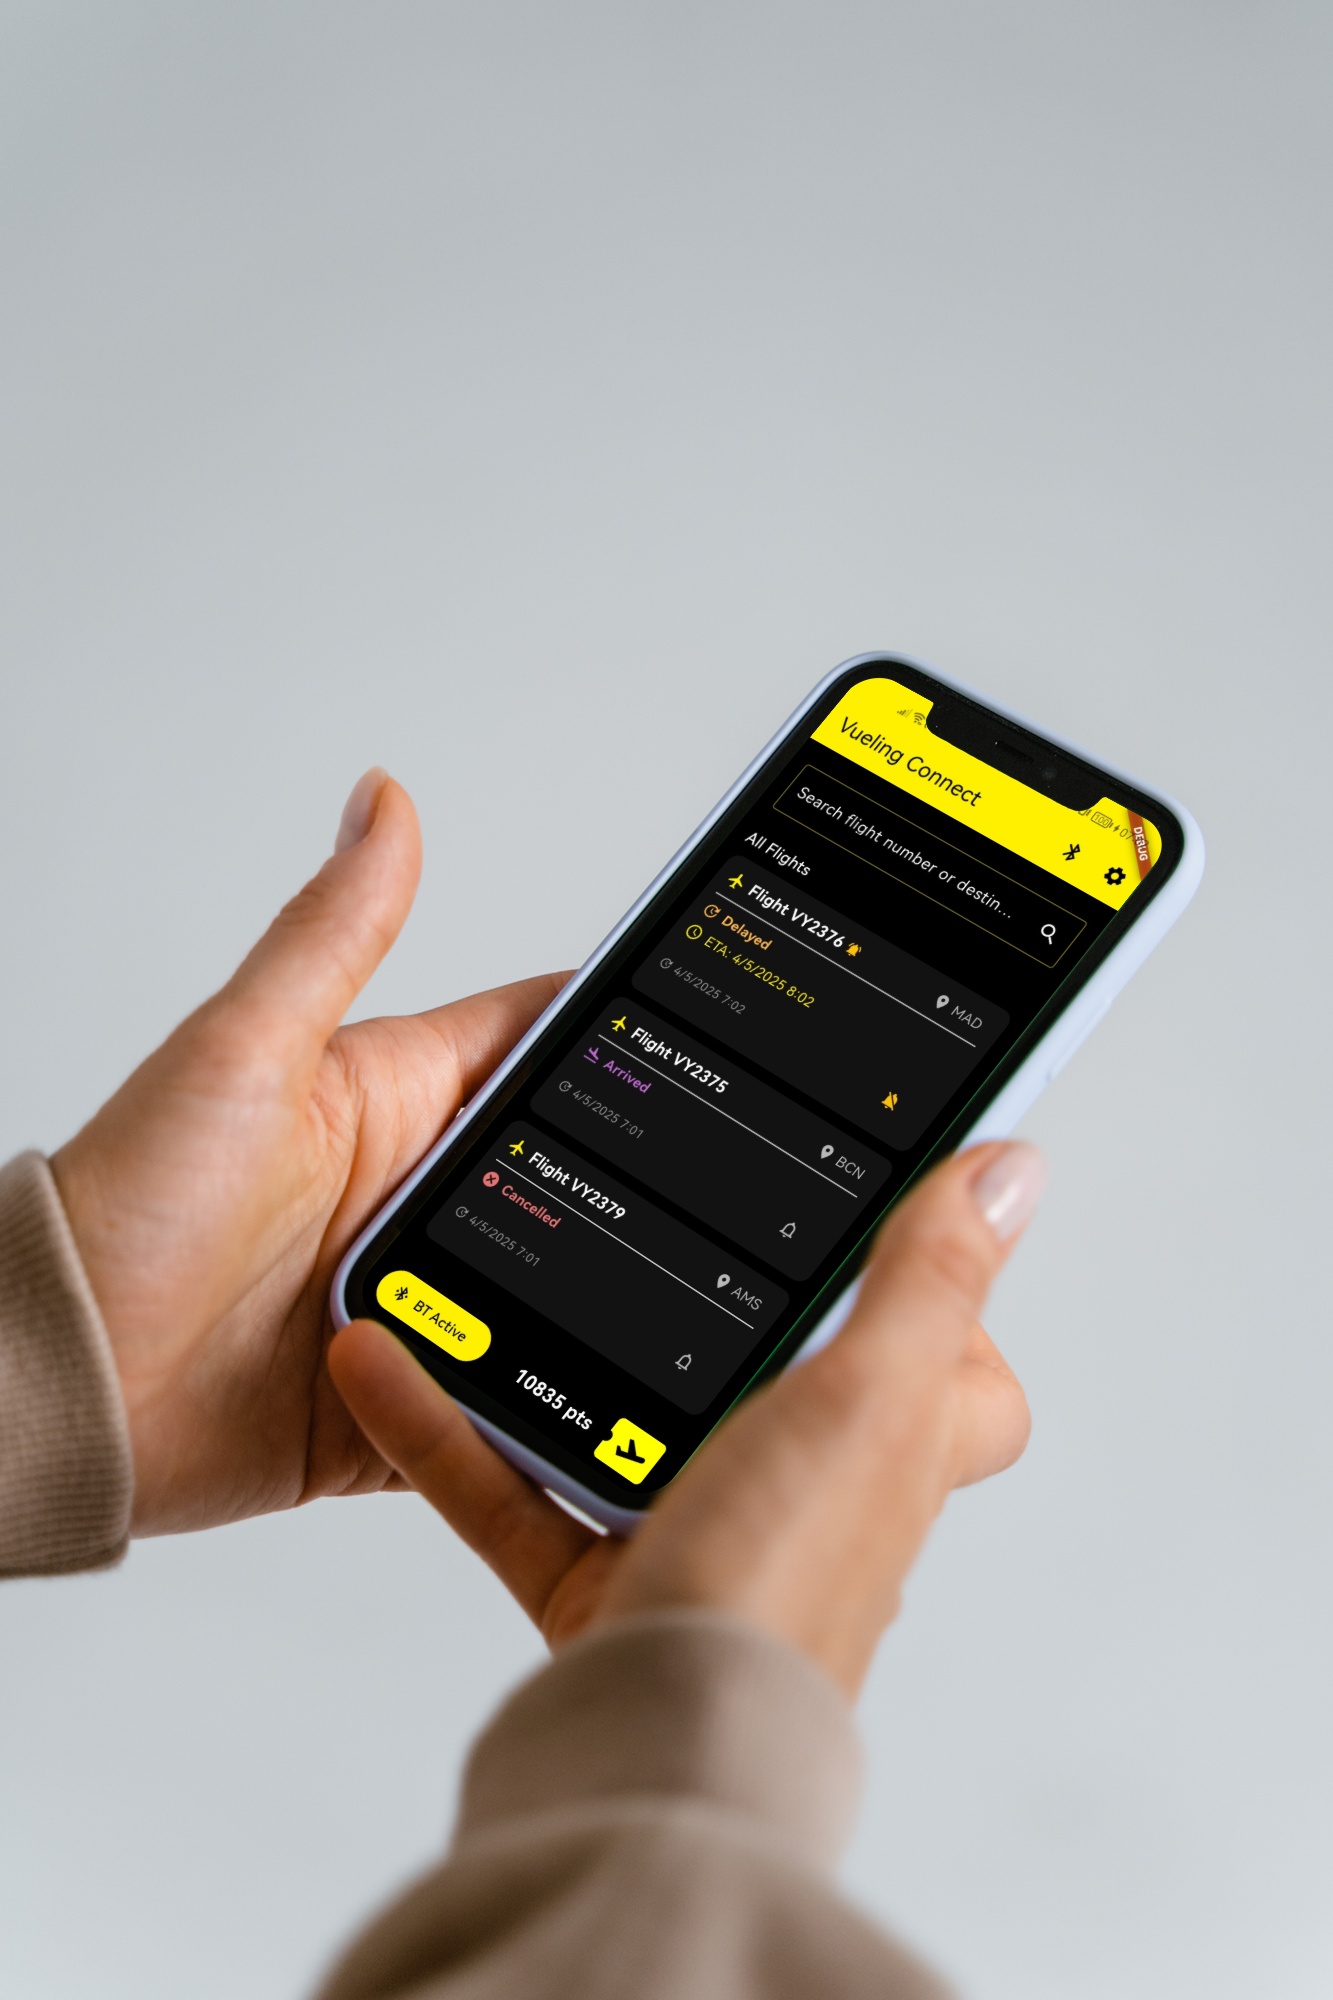 100 07
DEBUG
Vueling Connect
Search flight number or destin...
All Flights
Flight VY2376
MAD
Delayed
ETA: 4/5/2025 8:02
4/5/2025 7:02
Flight VY2375
BCN
Arrived
4/5/2025 7:01
Flight VY2379
AMS
Cancelled
4/5/2025 7:01
BT Active
10835 pts